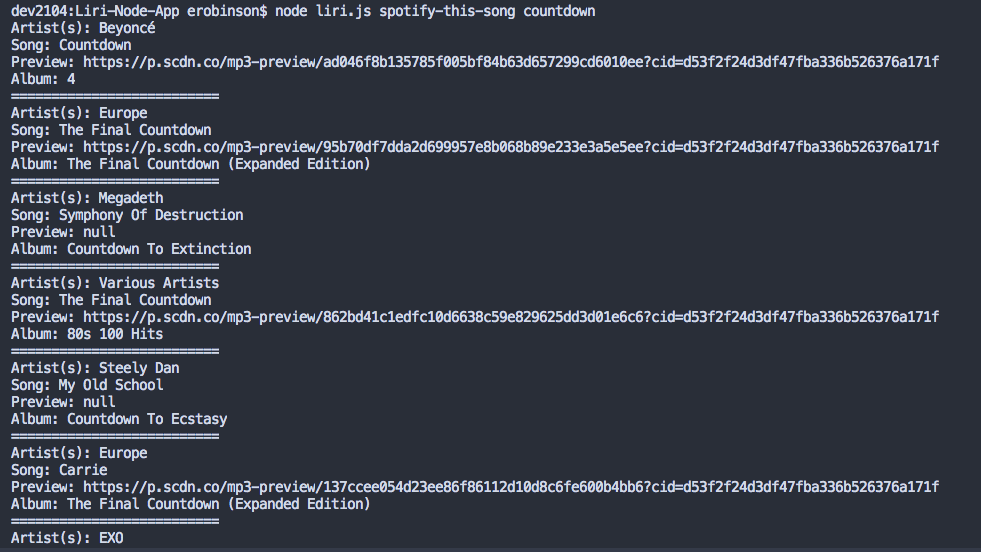 dev2104:Liri-Node-App erobinson$ node liri.js spotify-this-song countdown
Artist(s): Beyoncé
Song: Countdown
Preview: https://p.scdn.co/mp3-preview/ad046f8b135785f005bf84b63d657299cd6010ee?cid=d53f2f24d3df47fba336b526376a171f
Album: 4
==========================
Artist(s): Europe
Song: The Final Countdown
Preview: https://p.scdn.co/mp3-preview/95b70df7dda2d699957e8b068b89e233e3a5e5ee?cid=d53f2f24d3df47fba336b526376a171f
Album: The Final Countdown (Expanded Edition)
==========================
Artist(s): Megadeth
Song: Symphony Of Destruction
Preview: null
Album: Countdown To Extinction
==========================
Artist(s): Various Artists
Song: The Final Countdown
Preview: https://p.scdn.co/mp3-preview/862bd41c1edfc10d6638c59e829625dd3d01e6c6?cid=d53f2f24d3df47fba336b526376a171f
Album: 80s 100 Hits
==========================
Artist(s): Steely Dan
Song: My Old School
Preview: null
Album: Countdown To Ecstasy
==========================
Artist(s): Europe
Song: Carrie
Preview: https://p.scdn.co/mp3-preview/137ccee054d23ee86f86112d10d8c6fe600b4bb6?cid=d53f2f24d3df47fba336b526376a171f
Album: The Final Countdown (Expanded Edition)
==========================
Artist(s): EXO